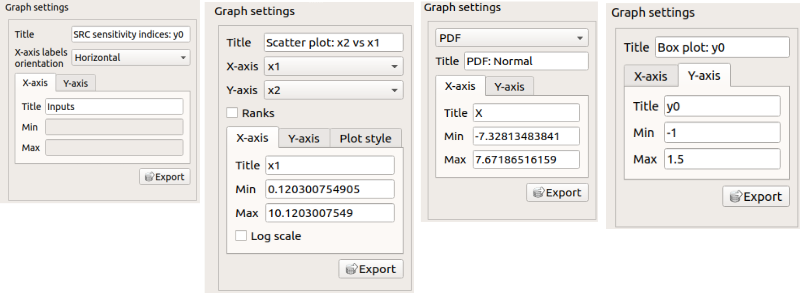 Graph settings
Title SRC sensitivity indices: y0
X-axis labels orientation Horizontal
X-axis Y-axis
Title Inputs
Min
Max
Export
Graph settings
Title Scatter plot: x2 vs x1
X-axis x1
Y-axis x2
Ranks
X-axis Y-axis Plot style
Title x1
Min 0.120300754905
Max 10.1203007549
Log scale
Export
Graph settings
PDF
Title PDF: Normal
X-axis Y-axis
Title X
Min -7.32813483841
Max 7.67186516159
Export
Graph settings
Title Box plot: y0
X-axis Y-axis
Title y0
Min -1
Max 1.5
Export